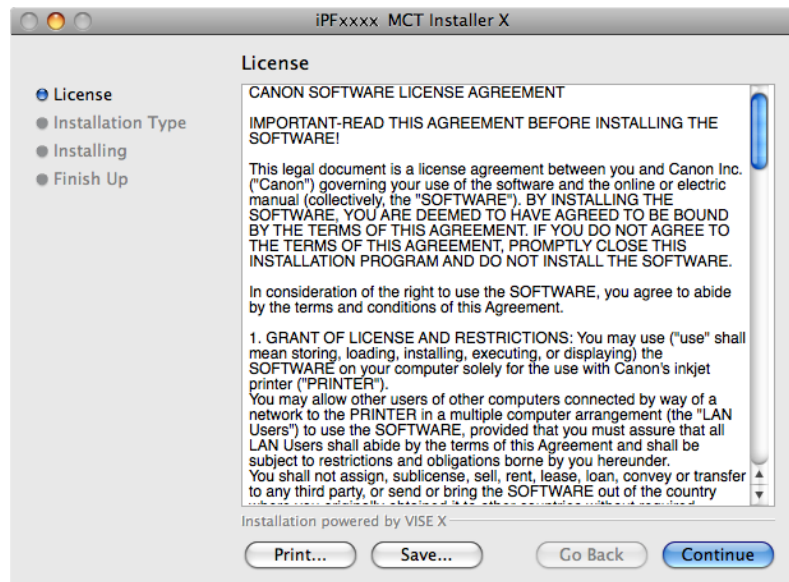 iPFxxxx MCT Installer X
License
License
Installation Type
Installing
Finish Up
CANON SOFTWARE LICENSE AGREEMENT
IMPORTANT-READ THIS AGREEMENT BEFORE INSTALLING THE
SOFTWARE!
This legal document is a license agreement between you and Canon Inc.
("Canon") governing your use of the software and the online or electric
manual (collectively, the "SOFTWARE"). BY INSTALLING THE
SOFTWARE, YOU ARE DEEMED TO HAVE AGREED TO BE BOUND
BY THE TERMS OF THIS AGREEMENT. IF YOU DO NOT AGREE TO
THE TERMS OF THIS AGREEMENT, PROMPTLY CLOSE THIS
INSTALLATION PROGRAM AND DO NOT INSTALL THE SOFTWARE.
In consideration of the right to use the SOFTWARE, you agree to abide
by the terms and conditions of this Agreement.
1. GRANT OF LICENSE AND RESTRICTIONS: You may use ("use" shall
mean storing, loading, installing, executing, or displaying) the
SOFTWARE on your computer solely for the use with Canon's inkjet
printer ("PRINTER").
You may allow other users of other computers connected by way of a
network to the PRINTER in a multiple computer arrangement (the "LAN
Users") to use the SOFTWARE, provided that you must assure that all
LAN Users shall abide by the terms of this Agreement and shall be
subject to restrictions and obligations borne by you hereunder.
You shall not assign, sublicense, sell, rent, lease, loan, convey or transfer
to any third party, or send or bring the SOFTWARE out of the country
where you originally obtained it to other countries without required
Installation powered by VISE X
Print...
Save...
Go Back
Continue